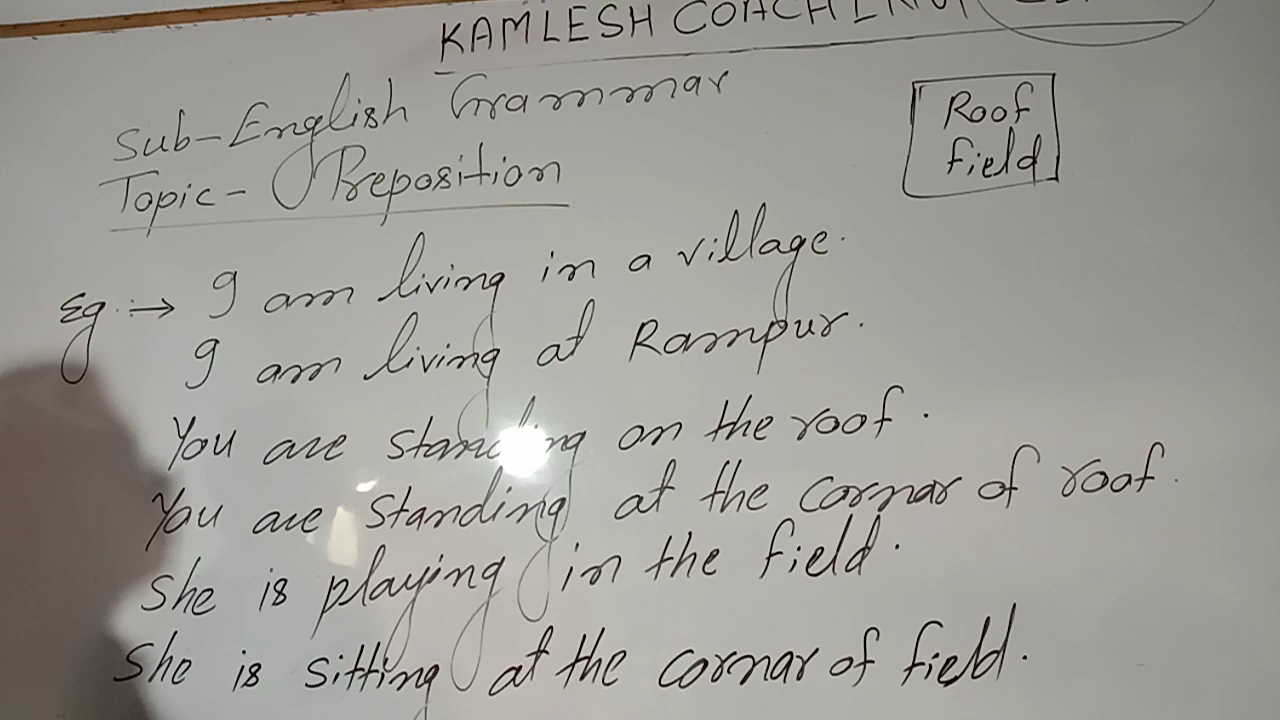 KAMLESH COACHING
Sub-English Grammar
Roof
field
Topic-Preposition
Eg:→ I am living in a village.
I am living at Rampur.
You are standing on the roof.
You are standing at the cornar of roof.
She is playing in the field.
She is sitting at the cornar of field.